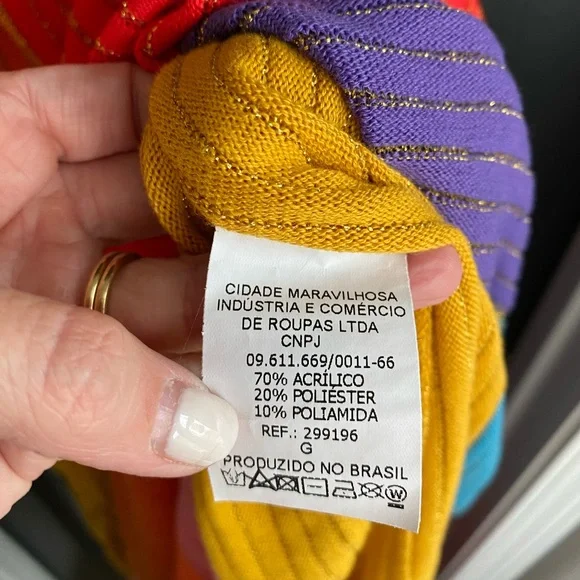 CIDADE MARAVILHOSA
INDÚSTRIA E COMÉRCIO
DE ROUPAS LTDA
CNPJ
09.611.669/0011-66
70% ACRÍLICO
20% POLIÉSTER
10% POLIAMIDA
REF.: 299196
G
PRODUZIDO NO BRASIL
W